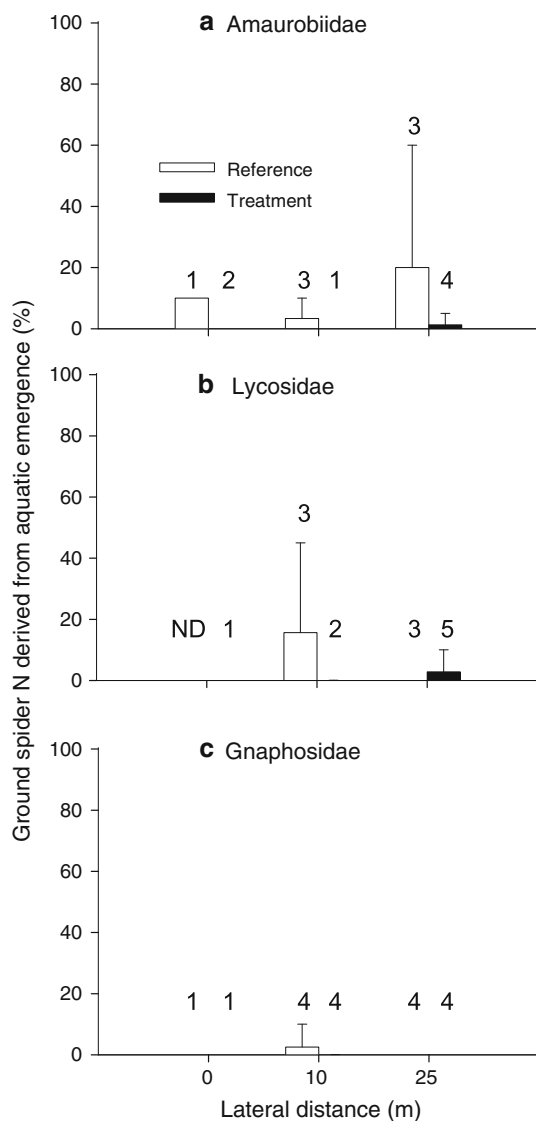 Ground spider N derived from aquatic emergence (%)
a Amaurobiidae
100
80
60
40
20
0
Reference
Treatment
1 2 3 1 3 4
b Lycosidae
100
80
60
40
20
0
ND 1 3 2 3 5
c Gnaphosidae
100
80
60
40
20
0
1 1 4 4 4 4
0 10 25
Lateral distance (m)